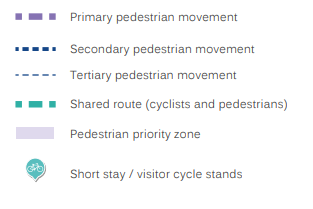 Primary pedestrian movement
Secondary pedestrian movement
Tertiary pedestrian movement
Shared route (cyclists and pedestrians)
Pedestrian priority zone
Short stay / visitor cycle stands